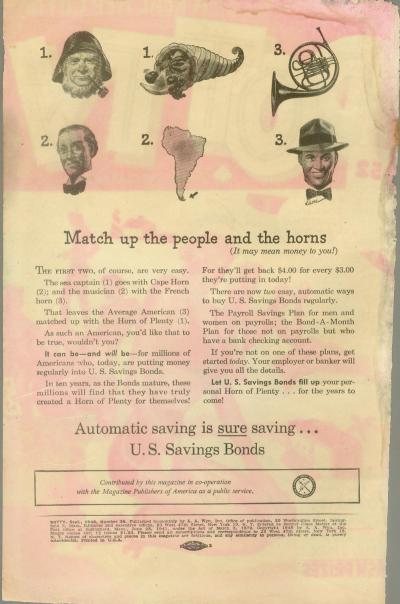 1.
1.
3.
2.
2.
3.
Match up the people and the horns
(It may mean money to you!)
THE FIRST TWO, of course, are very easy.
The sea captain (1) goes with Cape Horn
(2); and the musician (2) with the French
horn (3).
That leaves the Average American (3)
matched up with the Horn of Plenty (1).
As such an American, you'd like that to
be true, wouldn't you?
It can be—and will be—for millions of
Americans who, today, are putting money
regularly into U. S. Savings Bonds.
In ten years, as the Bonds mature, these
millions will find that they have truly
created a Horn of Plenty for themselves!
For they'll get back $4.00 for every $3.00
they're putting in today!
There are now two easy, automatic ways
to buy U. S. Savings Bonds regularly.
The Payroll Savings Plan for men and
women on payrolls; the Bond-A-Month
Plan for those not on payrolls but who
have a bank checking account.
If you're not on one of these plans, get
started today. Your employer or banker will
give you all the details.
Let U. S. Savings Bonds fill up your per-
sonal Horn of Plenty . . . for the years to
come!
Automatic saving is sure saving . . .
U. S. Savings Bonds
Contributed by this magazine in co-operation
with the Magazine Publishers of America as a public service.